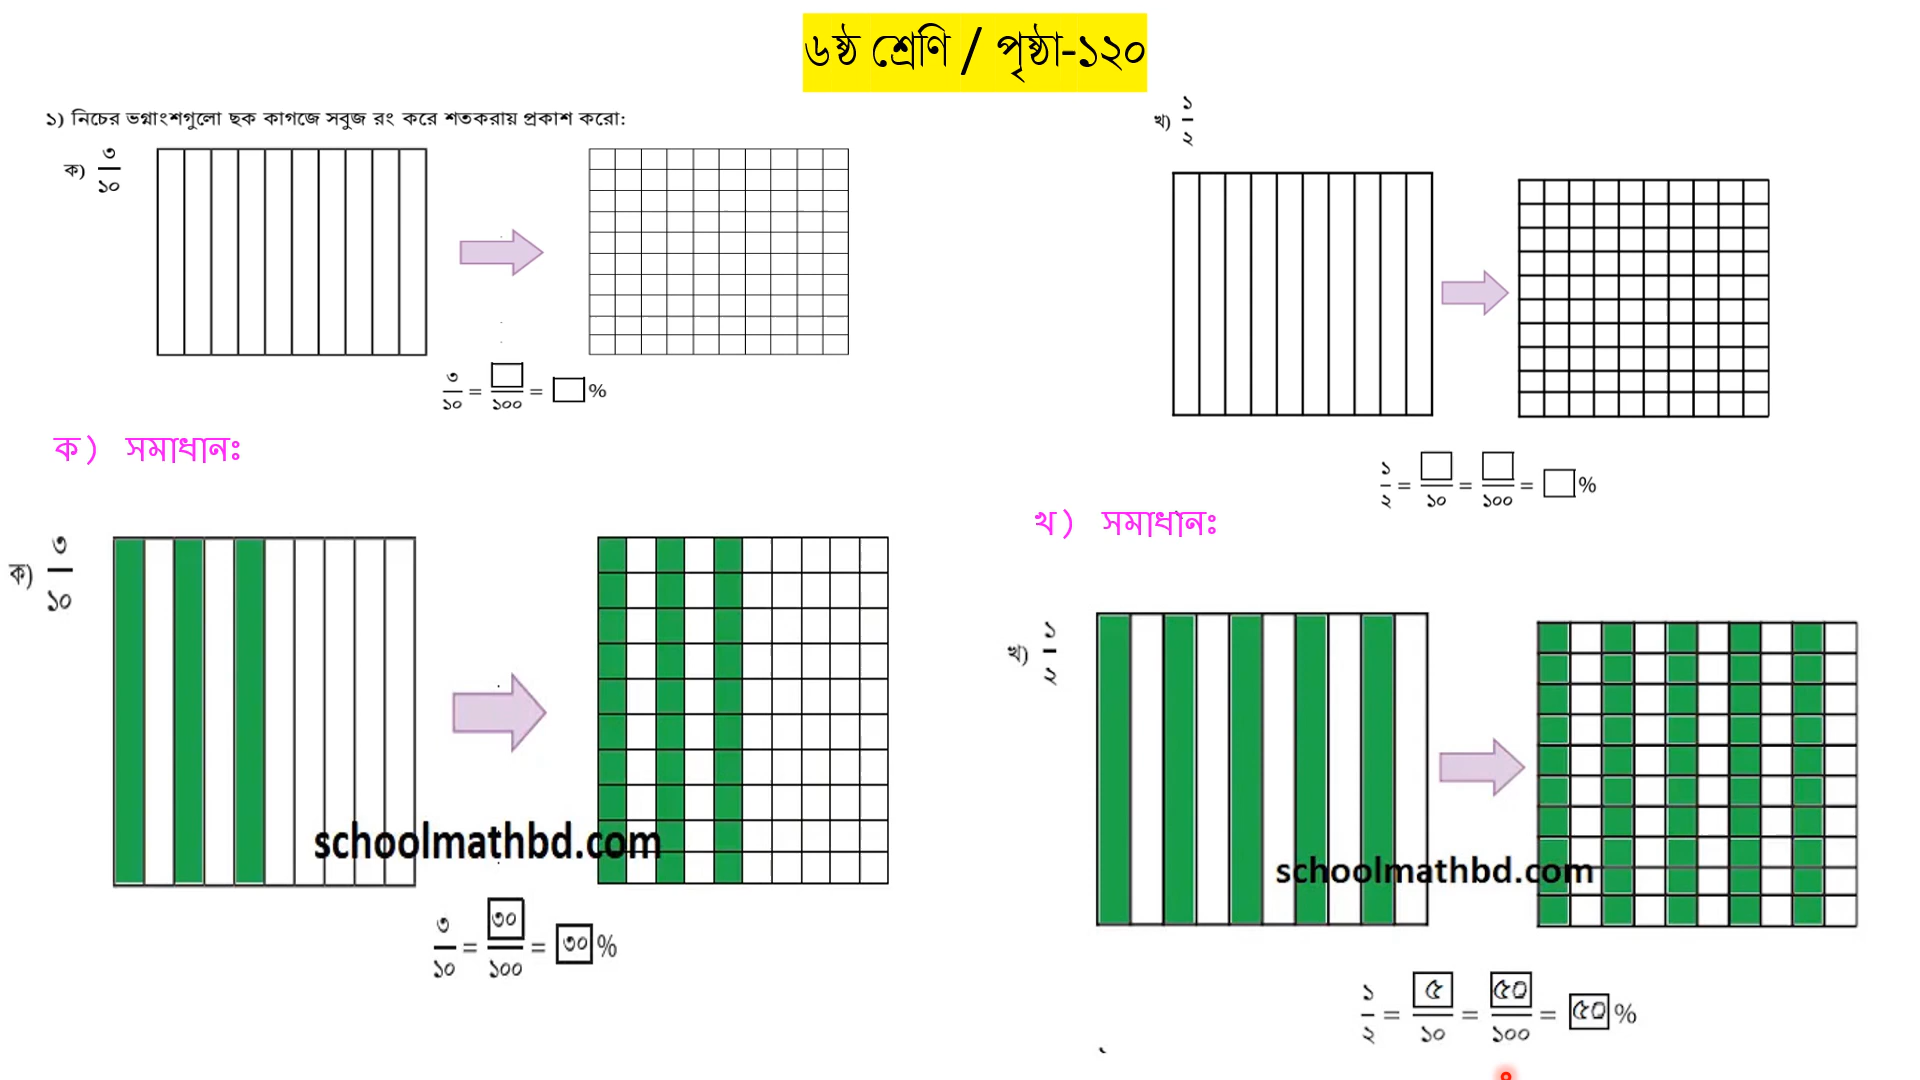 ৬ষ্ঠ শ্রেণি / পৃষ্ঠা-১২০
১) নিচের ভগ্নাংশগুলো ছক কাগজে সবুজ রং করে শতকরায় প্রকাশ করো:
ক) ৩/১০
৩/১০ = □/১০০ = □%
ক) সমাধানঃ
ক) ৩/১০
schoolmathbd.com
৩/১০ = ৩০/১০০ = ৩০%
খ) ১/২
১/২ = □/১০ = □/১০০ = □%
খ) সমাধানঃ
খ) ১/২
schoolmathbd.com
১/২ = ৫/১০ = ৫০/১০০ = ৫০%